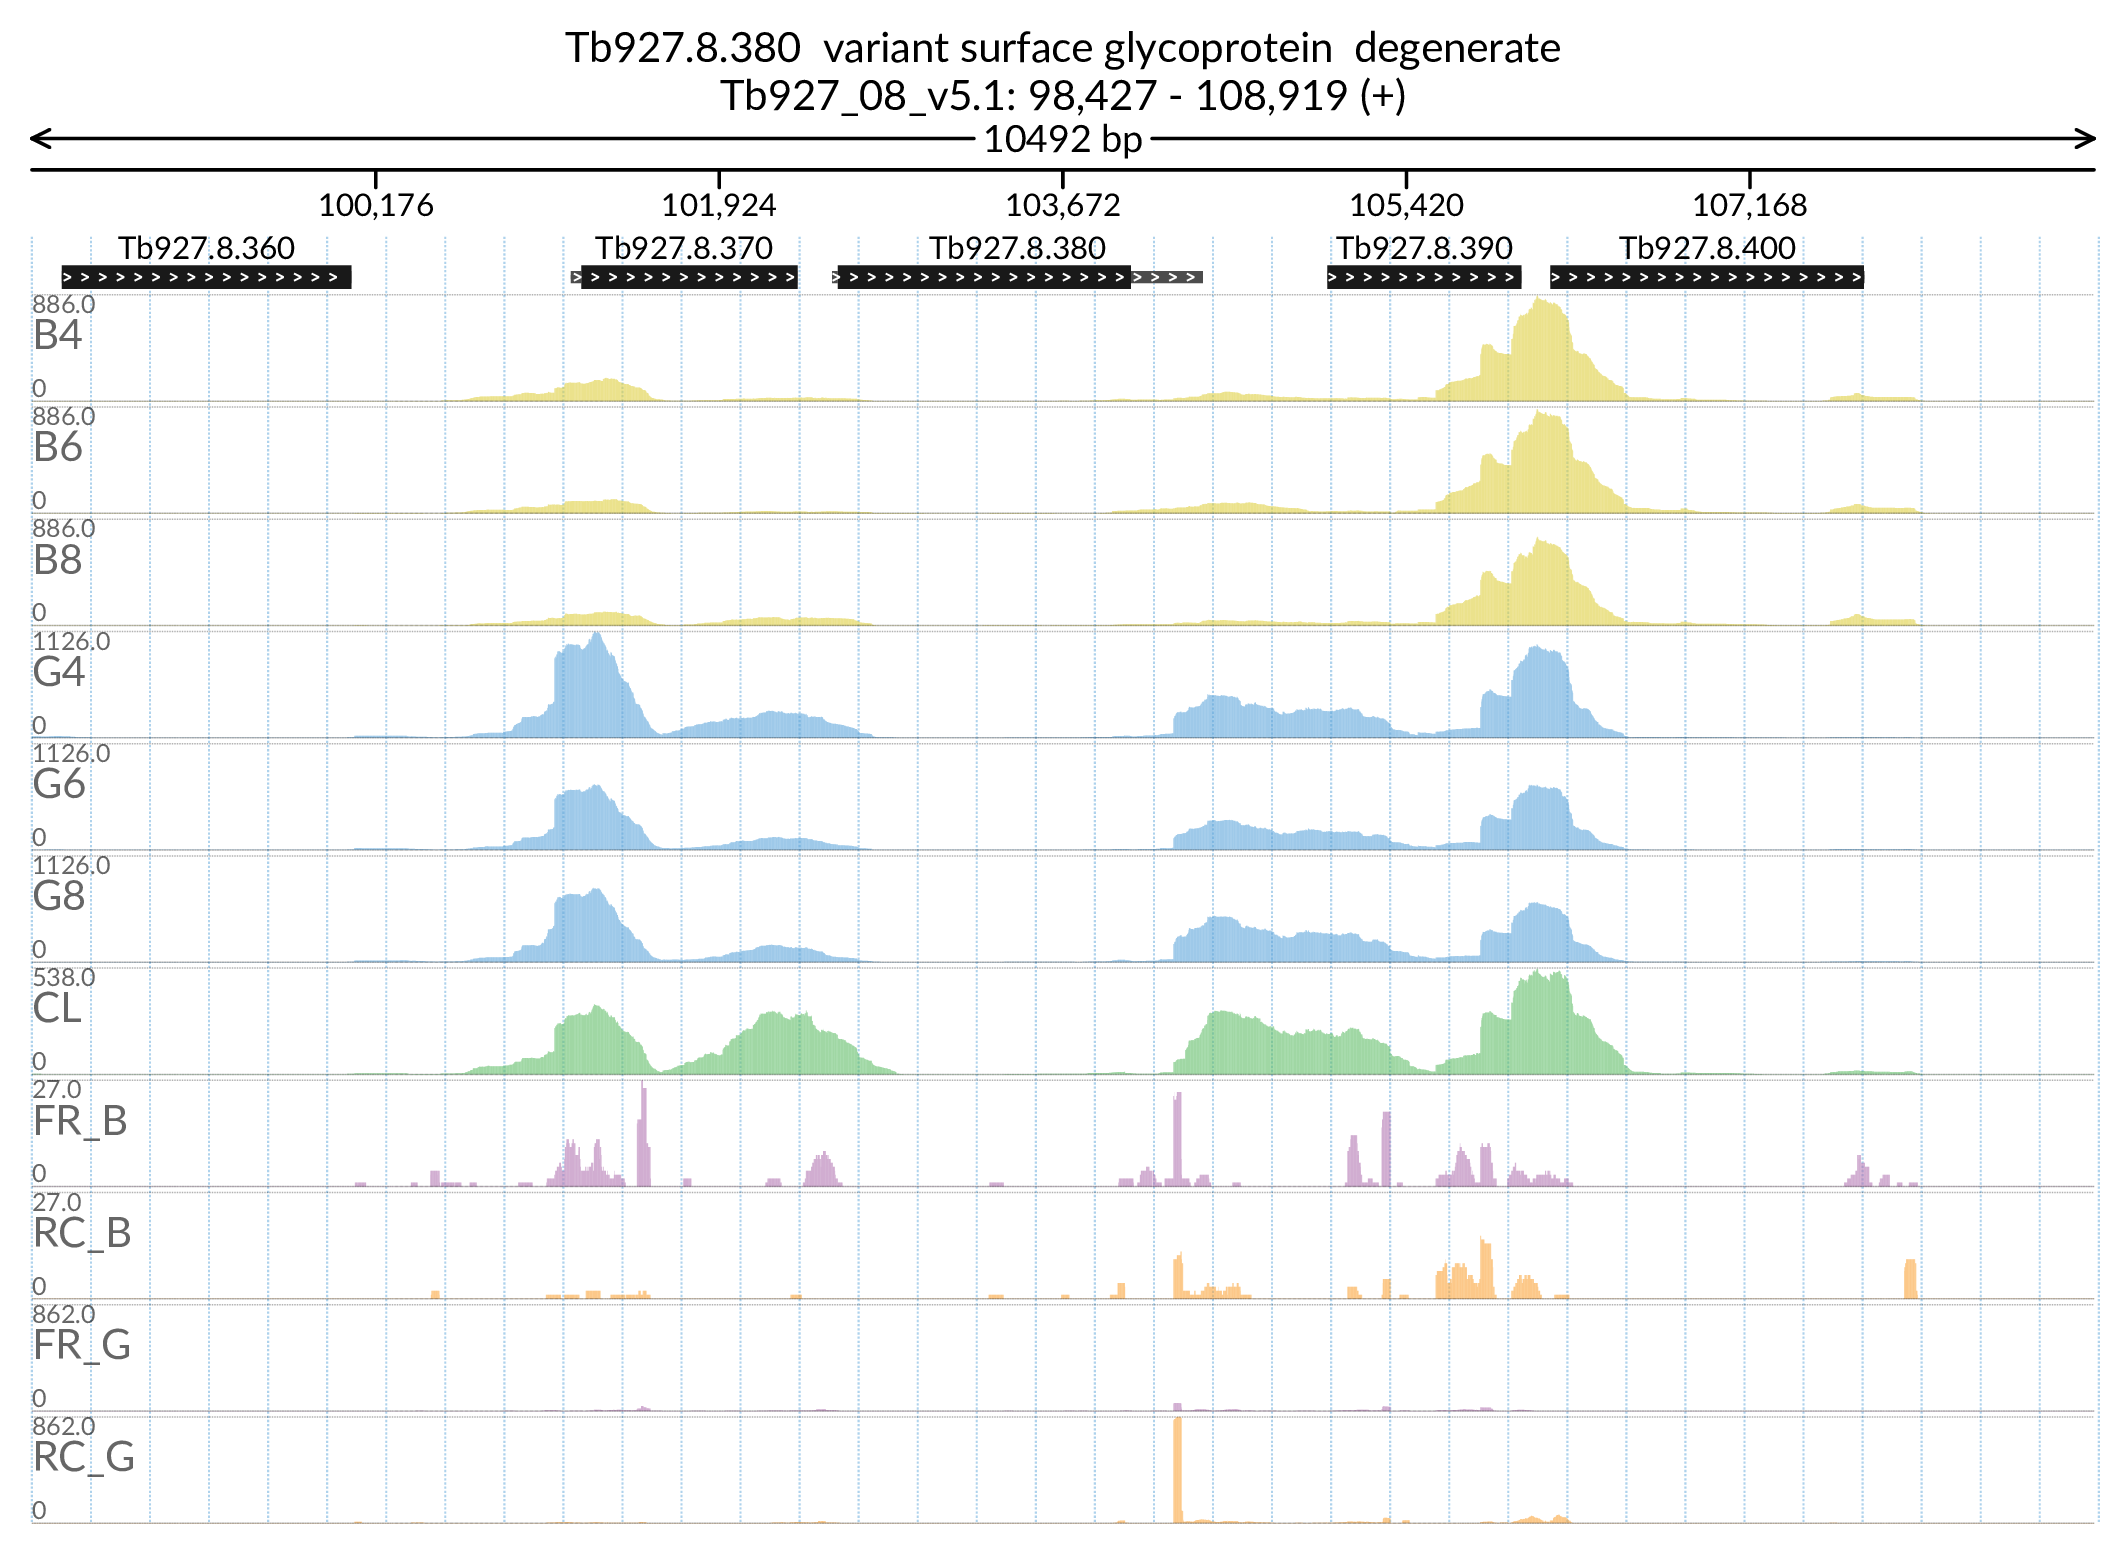 Tb927.8.380  variant surface glycoprotein  degenerate
Tb927_08_v5.1: 98,427 - 108,919 (+)
10492 bp
100,176 101,924 103,672 105,420 107,168
Tb927.8.360 Tb927.8.370 Tb927.8.380 Tb927.8.390 Tb927.8.400
886.0
B4
0
886.0
B6
0
886.0
B8
0
1126.0
G4
0
1126.0
G6
0
1126.0
G8
0
538.0
CL
0
27.0
FR_B
0
27.0
RC_B
0
862.0
FR_G
0
862.0
RC_G
0